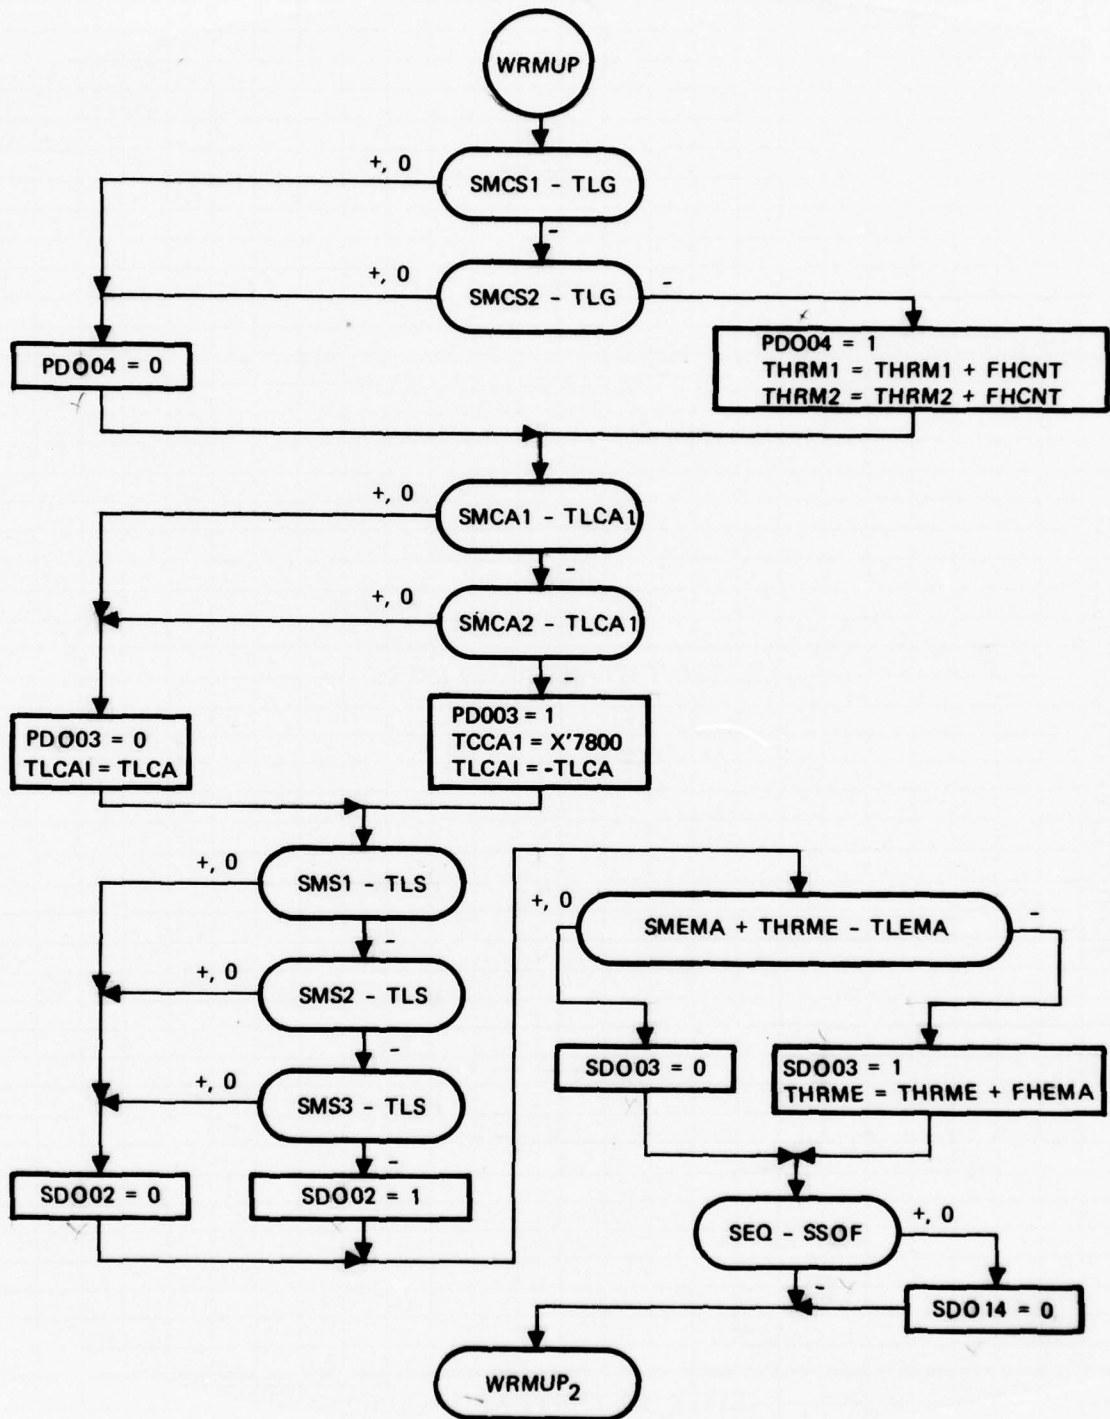 WRMUP
+, 0
SMCS1 - TLG
-
+, 0
SMCS2 - TLG
-
PDO04 = 0
PDO04 = 1
THRM1 = THRM1 + FHCNT
THRM2 = THRM2 + FHCNT
+, 0
SMCA1 - TLCA1
-
+, 0
SMCA2 - TLCA1
-
PDO03 = 0
TLCAI = TLCA
PD003 = 1
TCCA1 = X'7800
TLCAI = -TLCA
+, 0
SMS1 - TLS
-
+, 0
SMS2 - TLS
-
+, 0
SMS3 - TLS
-
SDO02 = 0
SDO02 = 1
+, 0
SMEMA + THRME - TLEMA
-
SDO03 = 0
SDO03 = 1
THRME = THRME + FHEMA
SEQ - SSOF
+, 0
-
SDO14 = 0
WRMUP2